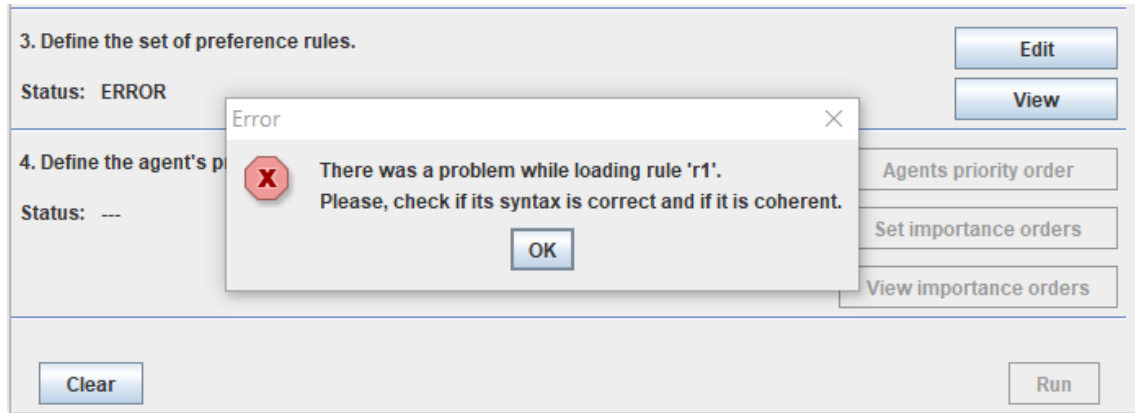 3. Define the set of preference rules.
Edit
Status: ERROR
View
Error
There was a problem while loading rule 'r1'.
Please, check if its syntax is correct and if it is coherent.
OK
4. Define the agent's
Agents priority order
Status: ---
Set importance orders
View importance orders
Clear
Run